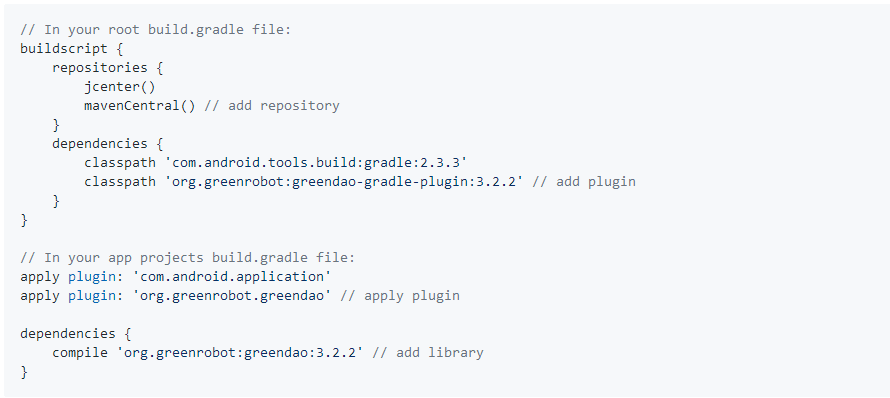 // In your root build.gradle file:
buildscript {
    repositories {
        jcenter()
        mavenCentral() // add repository
    }
    dependencies {
        classpath 'com.android.tools.build:gradle:2.3.3'
        classpath 'org.greenrobot:greendao-gradle-plugin:3.2.2' // add plugin
    }
}

// In your app projects build.gradle file:
apply plugin: 'com.android.application'
apply plugin: 'org.greenrobot.greendao' // apply plugin

dependencies {
    compile 'org.greenrobot:greendao:3.2.2' // add library
}